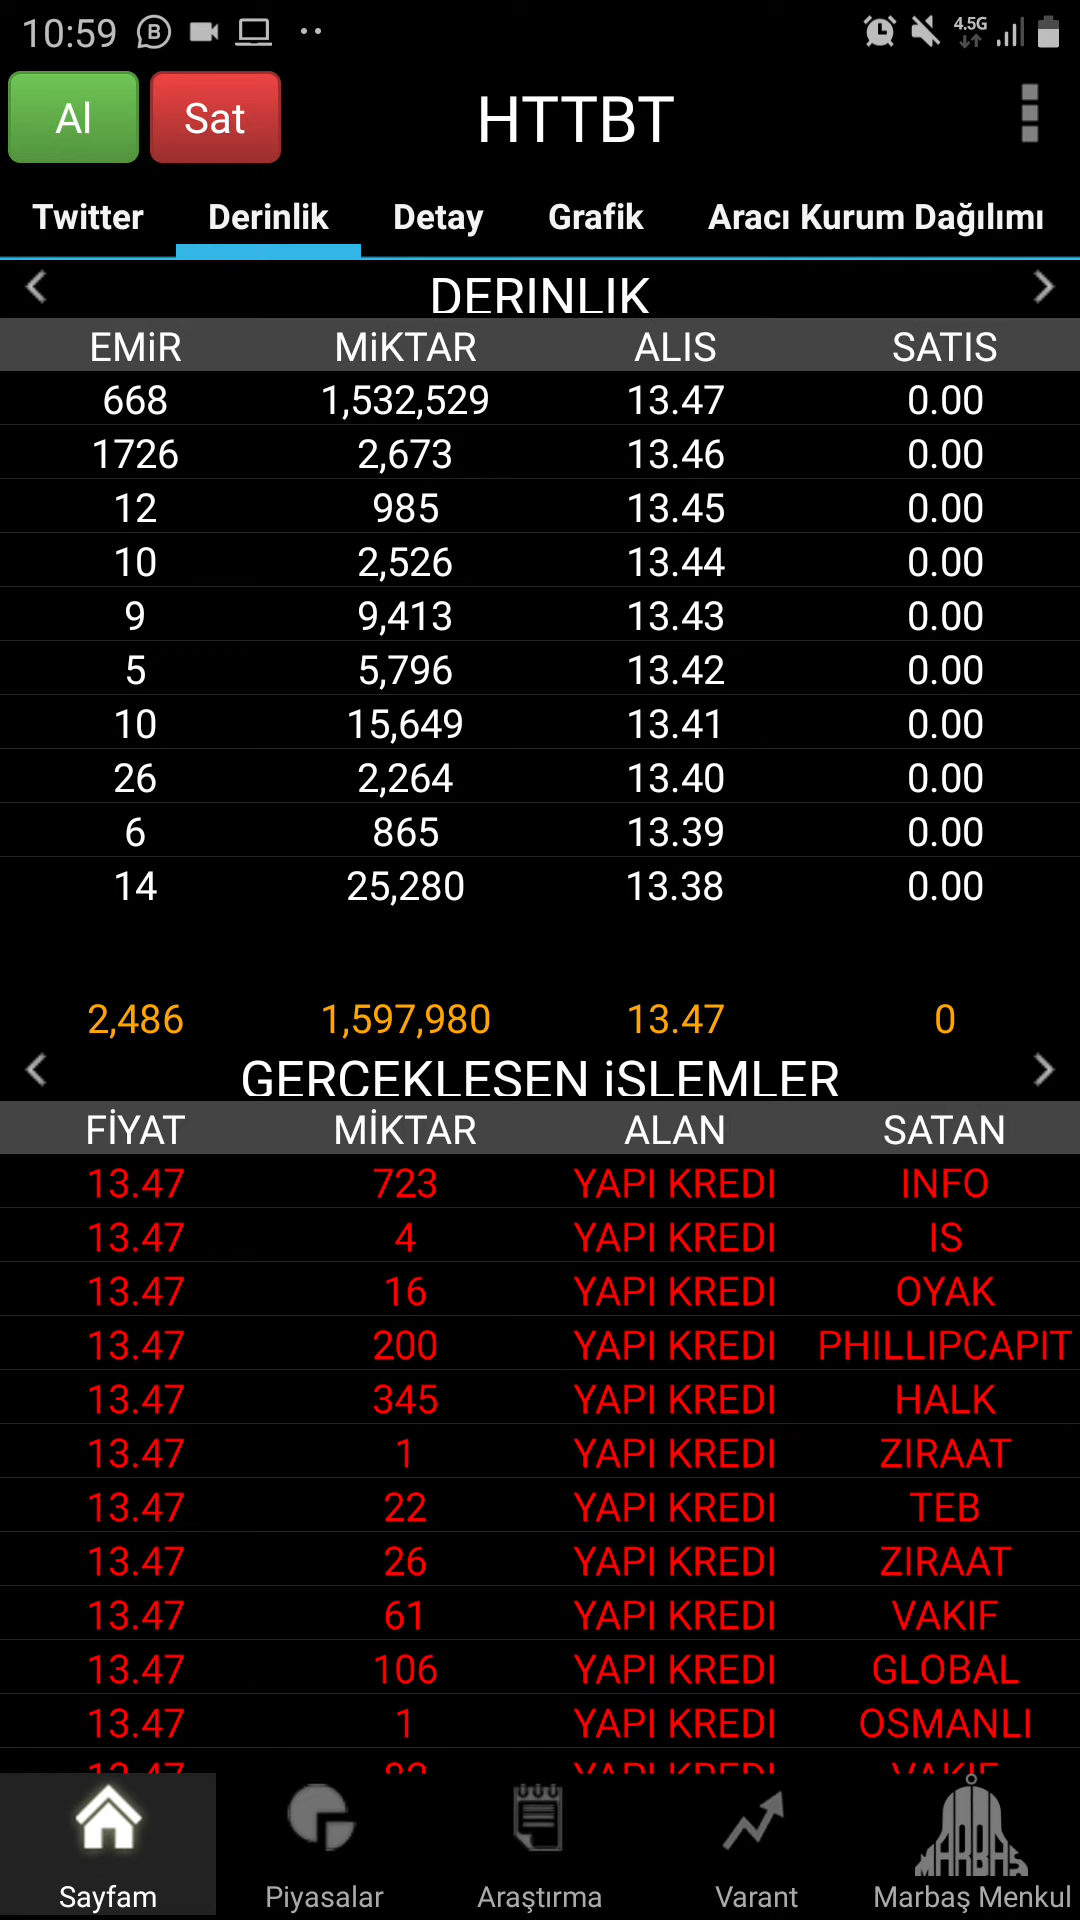 10:59 B 4.5G
Al Sat HTTBT
Twitter Derinlik Detay Grafik Aracı Kurum Dağılımı
DERINLIK
EMiR MiKTAR ALIS SATIS
668 1,532,529 13.47 0.00
1726 2,673 13.46 0.00
12 985 13.45 0.00
10 2,526 13.44 0.00
9 9,413 13.43 0.00
5 5,796 13.42 0.00
10 15,649 13.41 0.00
26 2,264 13.40 0.00
6 865 13.39 0.00
14 25,280 13.38 0.00
2,486 1,597,980 13.47 0
GERCEKLESEN iSLEMLER
FİYAT MİKTAR ALAN SATAN
13.47 723 YAPI KREDI INFO
13.47 4 YAPI KREDI IS
13.47 16 YAPI KREDI OYAK
13.47 200 YAPI KREDI PHILLIPCAPIT
13.47 345 YAPI KREDI HALK
13.47 1 YAPI KREDI ZIRAAT
13.47 22 YAPI KREDI TEB
13.47 26 YAPI KREDI ZIRAAT
13.47 61 YAPI KREDI VAKIF
13.47 106 YAPI KREDI GLOBAL
13.47 1 YAPI KREDI OSMANLI
13.47 YAPI KREDI VAKIF
MARBAŞ
Sayfam Piyasalar Araştırma Varant Marbaş Menkul